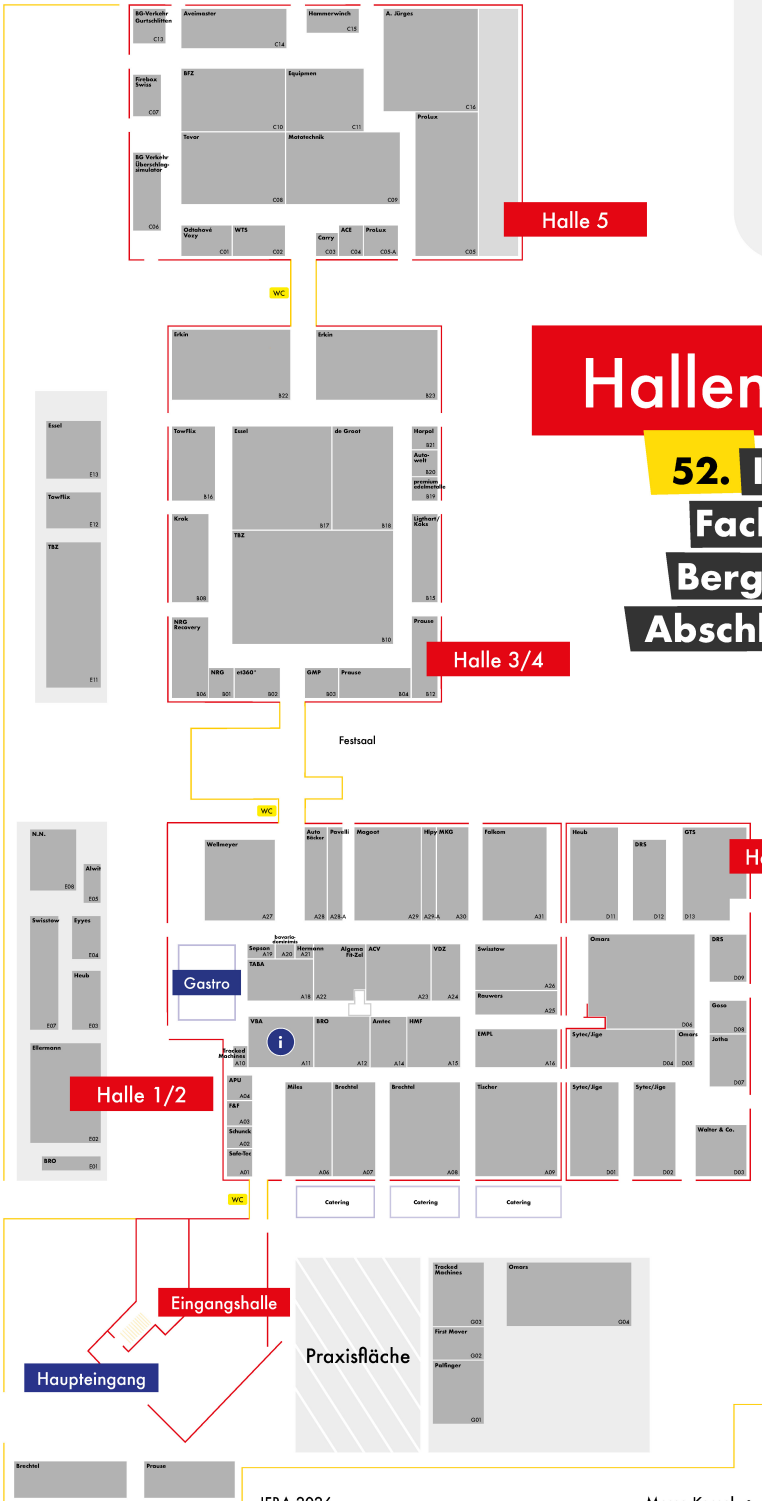 BG-Verkehr
Gurtschlitten
C13
Aveimaster
C14
Hammerwinch
C15
A. Jürges
C16
Firebox
Swiss
C07
BFZ
C10
Equipmen
C11
ProLux
C05
BG Verkehr
Überschlag-
simulator
C06
Tevor
C08
Mototechnik
C09
Odtahové
Vozy
C01
WTS
C02
Carry
C03
ACE
C04
ProLux
C05-A
Halle 5
WC
Erkin
B22
Erkin
B23
Hallen
52.
Fac
Berg
Abschl
Essel
E13
Towflix
E12
TBZ
E11
Towflix
B16
Essel
B17
de Groot
B18
Harpol
B21
Auto-
welt
B20
premium
edelmetalle
B19
Krok
B08
TBZ
B10
Ligthart/
Koks
B15
NRG
Recovery
B06
NRG
B01
et360°
B02
GMP
B03
Prause
B04
Prause
B12
Halle 3/4
Festsaal
WC
N.N.
E08
Alwit
E05
Swisstow
E07
Eyyes
E04
Heub
E03
Ellermann
E02
BRO
E01
Wellmeyer
A27
Auto
Bäcker
A28
Pavelli
A28-A
Magoat
A29
Hipy
A29-A
MKG
A30
Falkom
A31
Heub
D11
DRS
D12
GTS
D13
Ha
Gastro
Sepson
A19
bavaria-
dominimis
A20
Hermann
A21
TABA
A18
Algema
Fit-Zel
A22
ACV
A23
VDZ
A24
Swisstow
A26
Rauwers
A25
Omars
D06
DRS
D09
Goso
D08
Jotha
D07
Tracked
Machines
A10
VBA
i
A11
BRO
A12
Amtec
A14
HMF
A15
EMPL
A16
Sytec/Jige
D04
Omars
D05
Halle 1/2
APU
A04
F&F
A03
Schunck
A02
Safe-Tec
A01
Miles
A06
Brechtel
A07
Brechtel
A08
Tischer
A09
Sytec/Jige
D01
Sytec/Jige
D02
Walter & Co.
D03
WC
Catering
Catering
Catering
Eingangshalle
Haupteingang
Praxisfläche
Tracked
Machines
G03
First Mover
G02
Palfinger
G01
Omars
G04
Brechtel
Prause